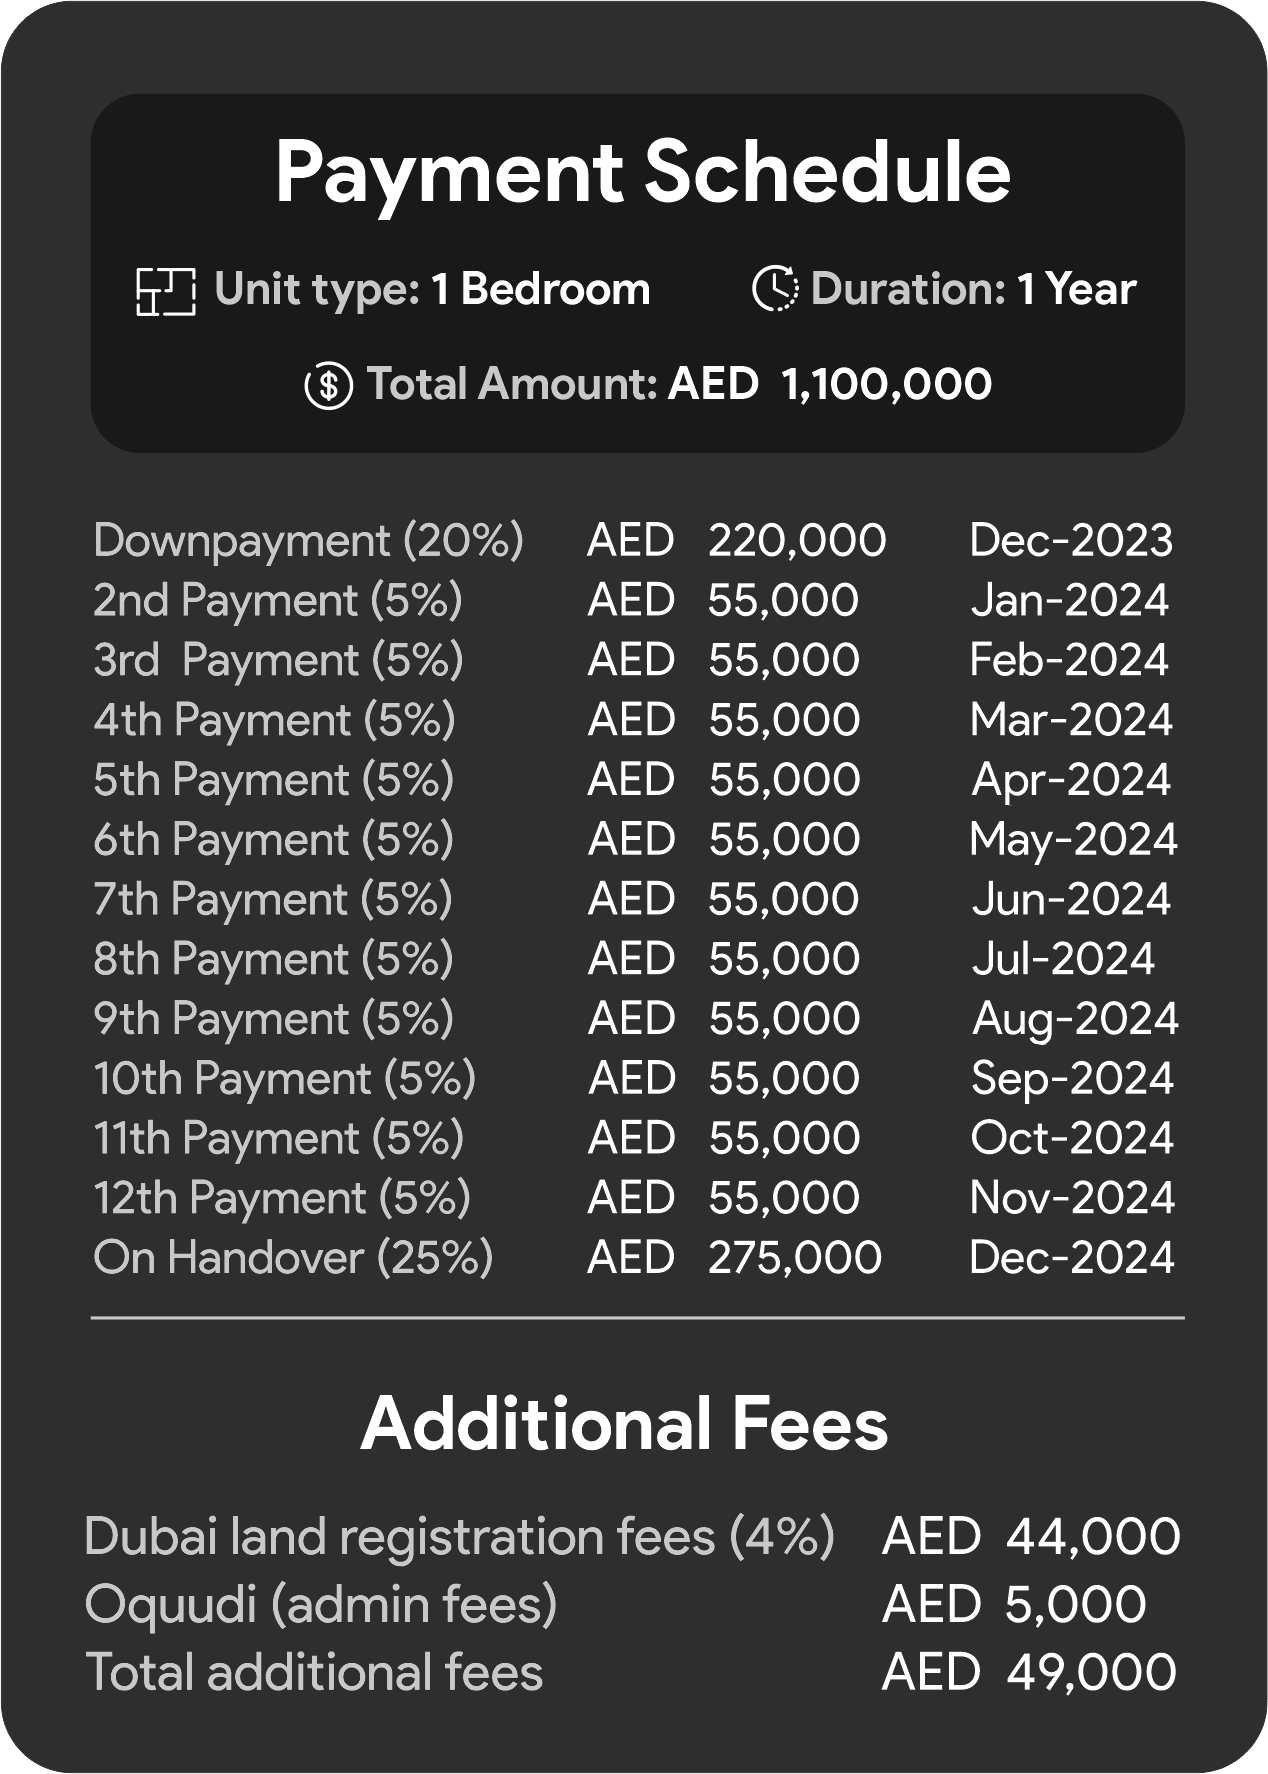 Payment Schedule
Unit type: 1 Bedroom Duration: 1 Year
Total Amount: AED 1,100,000
Downpayment (20%) AED 220,000 Dec-2023
2nd Payment (5%) AED 55,000 Jan-2024
3rd Payment (5%) AED 55,000 Feb-2024
4th Payment (5%) AED 55,000 Mar-2024
5th Payment (5%) AED 55,000 Apr-2024
6th Payment (5%) AED 55,000 May-2024
7th Payment (5%) AED 55,000 Jun-2024
8th Payment (5%) AED 55,000 Jul-2024
9th Payment (5%) AED 55,000 Aug-2024
10th Payment (5%) AED 55,000 Sep-2024
11th Payment (5%) AED 55,000 Oct-2024
12th Payment (5%) AED 55,000 Nov-2024
On Handover (25%) AED 275,000 Dec-2024
Additional Fees
Dubai land registration fees (4%) AED 44,000
Oquudi (admin fees) AED 5,000
Total additional fees AED 49,000